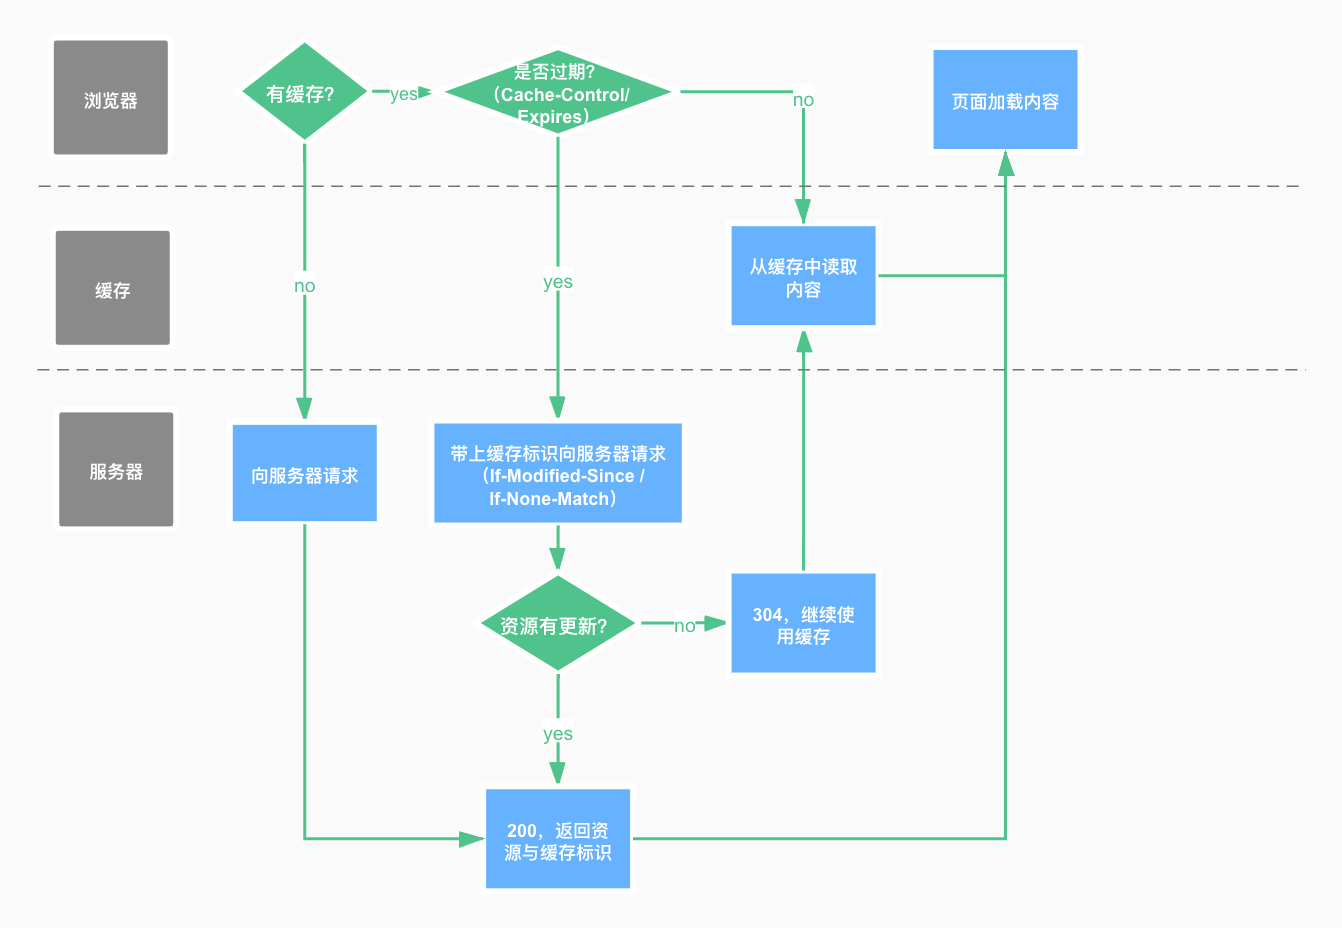 浏览器
有缓存?
yes
是否过期?
（Cache-Control/
Expires）
no
页面加载内容
缓存
no
yes
从缓存中读取
内容
服务器
向服务器请求
带上缓存标识向服务器请求
（If-Modified-Since /
If-None-Match）
资源有更新?
no
304，继续使
用缓存
yes
200，返回资
源与缓存标识